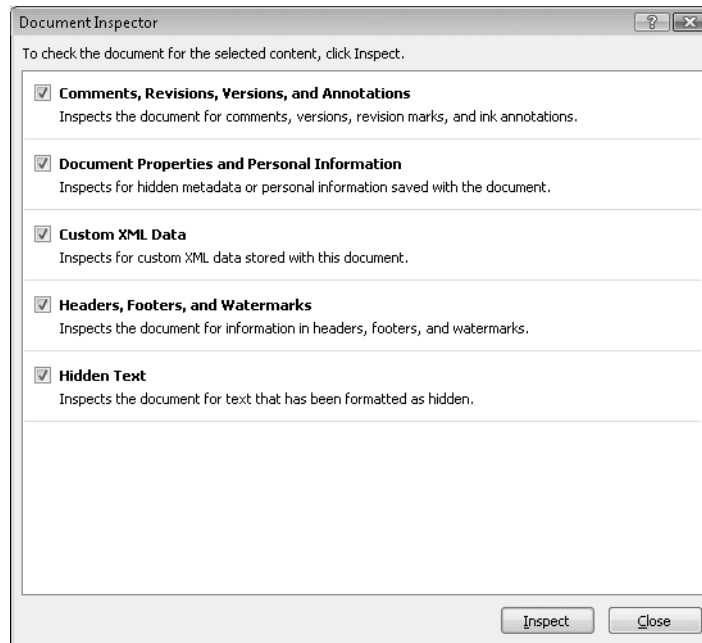 Document Inspector
To check the document for the selected content, click Inspect.
Comments, Revisions, Versions, and Annotations
Inspects the document for comments, versions, revision marks, and ink annotations.
Document Properties and Personal Information
Inspects for hidden metadata or personal information saved with the document.
Custom XML Data
Inspects for custom XML data stored with this document.
Headers, Footers, and Watermarks
Inspects the document for information in headers, footers, and watermarks.
Hidden Text
Inspects the document for text that has been formatted as hidden.
Inspect Close